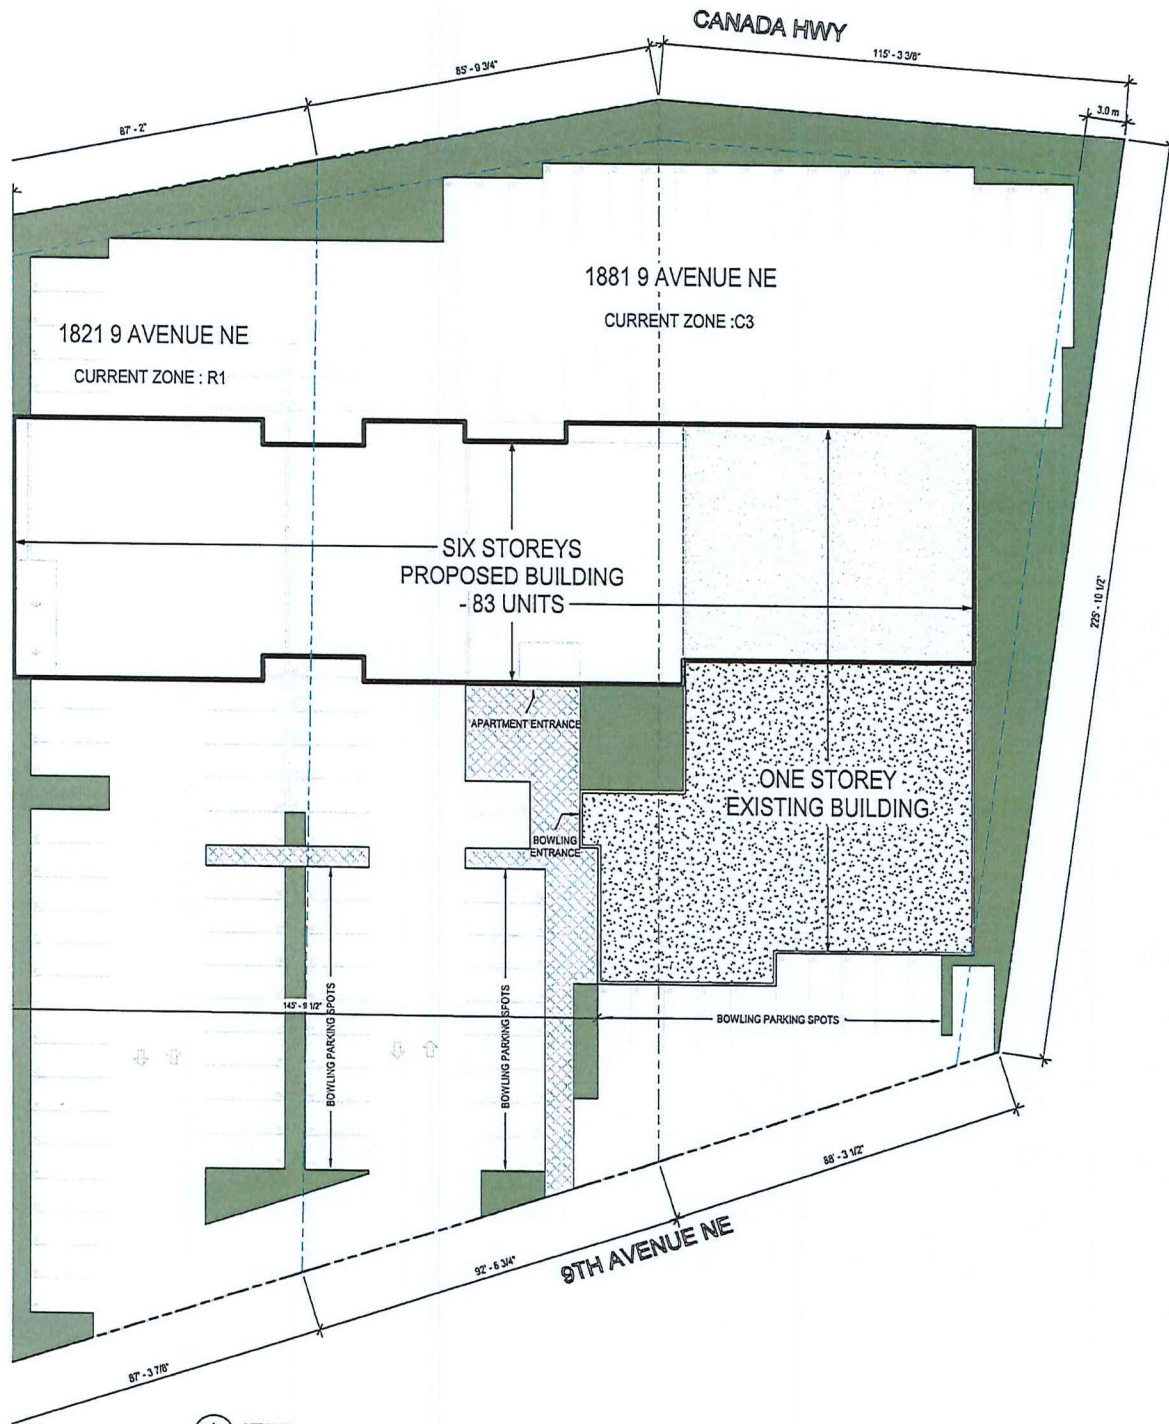 CANADA HWY
115' - 3 3/8"
85' - 9 3/4"
87' - 2"
3.0 m
1881 9 AVENUE NE
CURRENT ZONE :C3
1821 9 AVENUE NE
CURRENT ZONE : R1
SIX STOREYS
PROPOSED BUILDING
- 83 UNITS
225' - 10 1/2"
APARTMENT ENTRANCE
ONE STOREY
EXISTING BUILDING
BOWLING
ENTRANCE
145' - 9 1/2"
BOWLING PARKING SPOTS
BOWLING PARKING SPOTS
BOWLING PARKING SPOTS
88' - 3 1/2"
92' - 6 3/4"
9TH AVENUE NE
87' - 3 7/8"